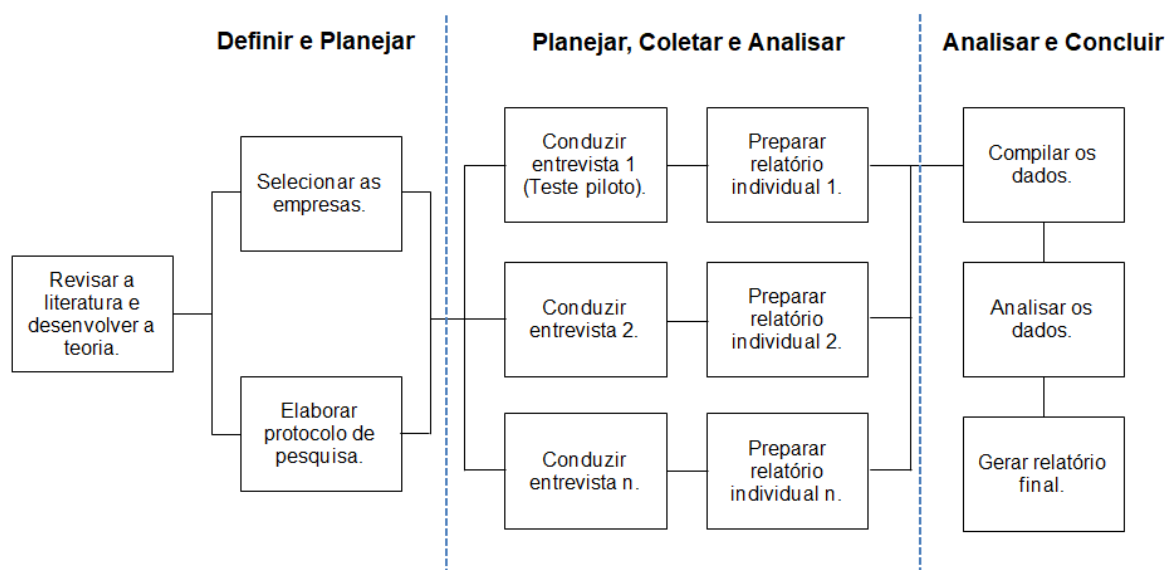 Definir e Planejar
Planejar, Coletar e Analisar
Analisar e Concluir
Revisar a
literatura e
desenvolver a
teoria.
Selecionar as
empresas.
Elaborar
protocolo de
pesquisa.
Conduzir
entrevista 1
(Teste piloto).
Preparar
relatório
individual 1.
Conduzir
entrevista 2.
Preparar
relatório
individual 2.
Conduzir
entrevista n.
Preparar
relatório
individual n.
Compilar os
dados.
Analisar os
dados.
Gerar relatório
final.